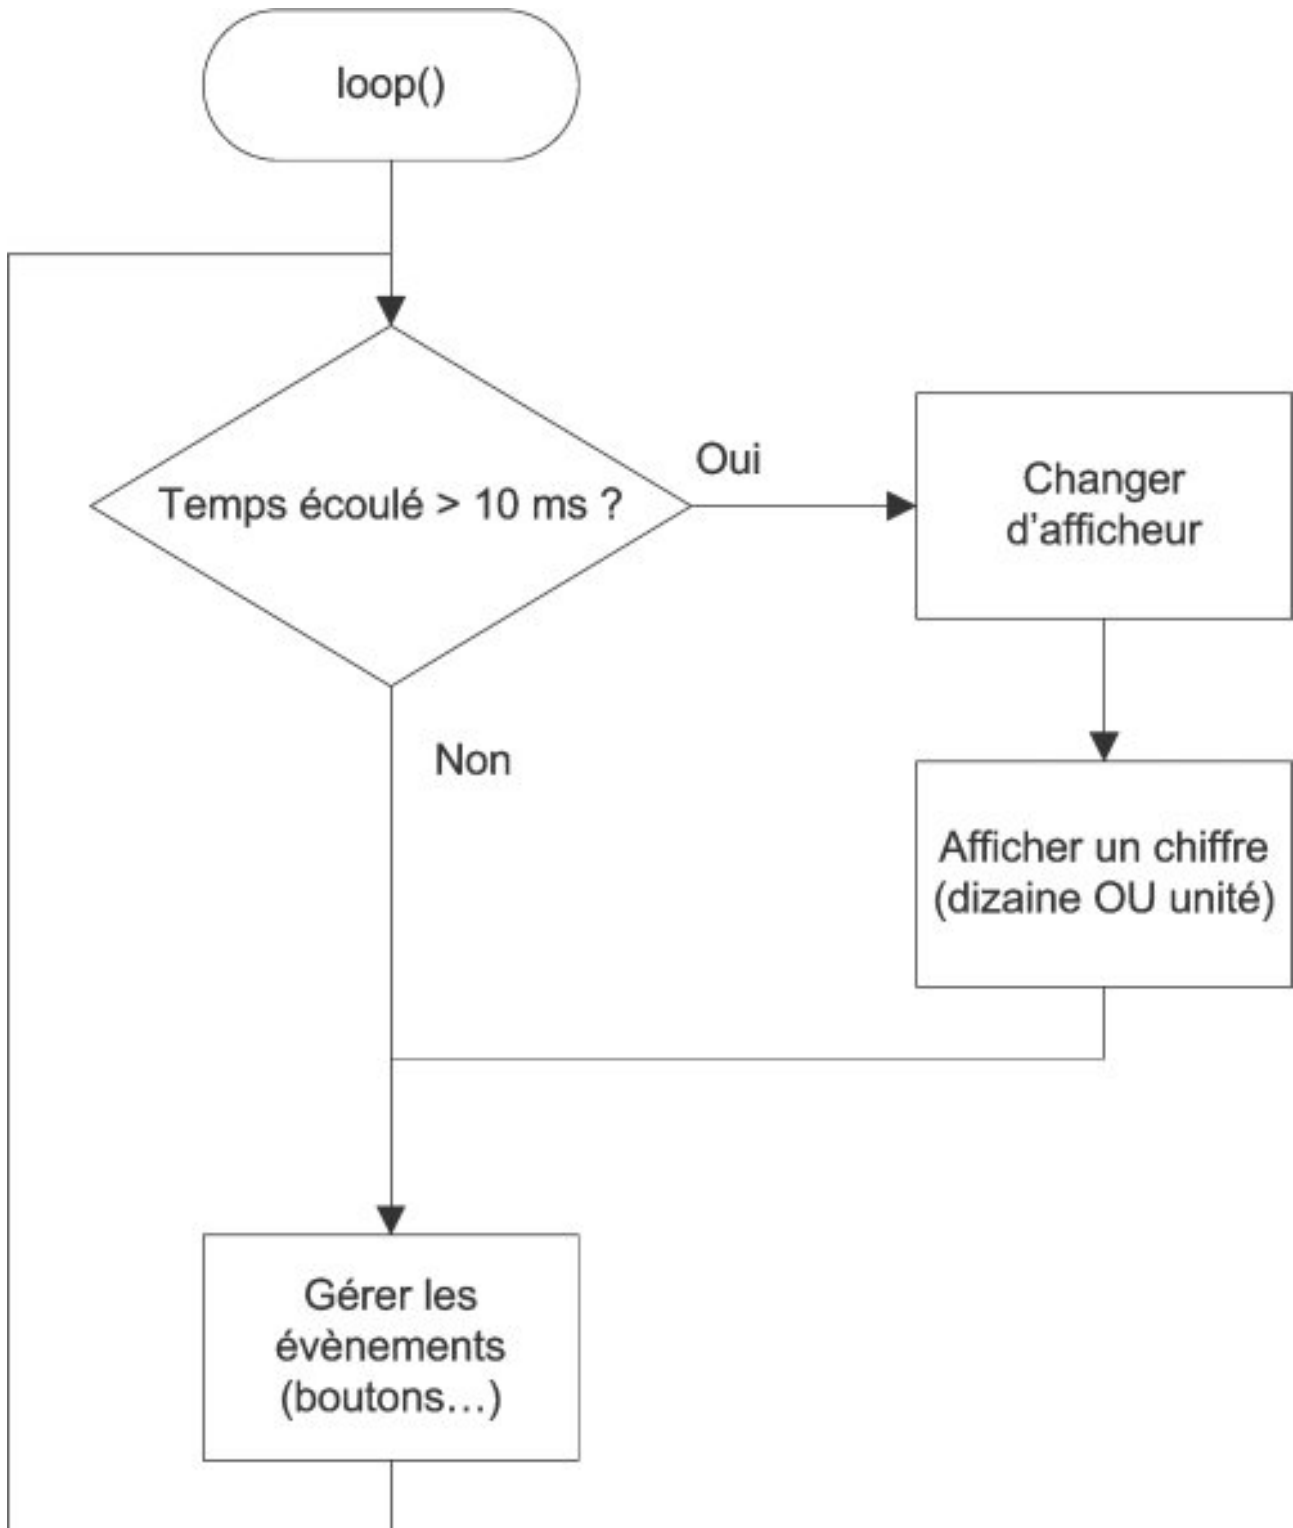 loop()
Temps écoulé > 10 ms ?
Oui
Changer
d’afficheur
Non
Afficher un chiffre
(dizaine OU unité)
Gérer les
évènements
(boutons…)